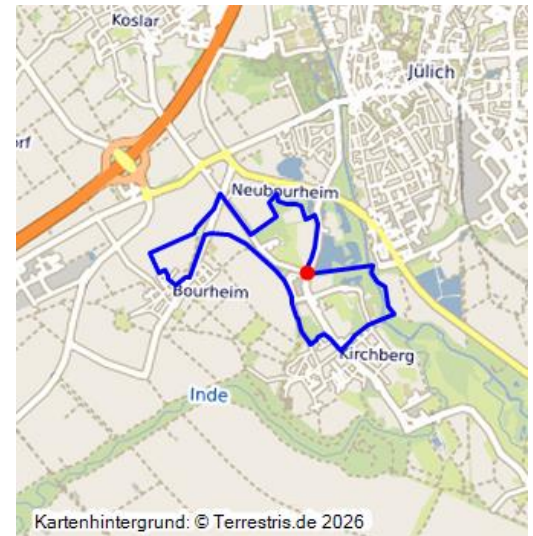 Koslar
Jülich
orf
Neubourheim
Bourheim
Kirchberg
Inde
Kartenhintergrund: © Terrestris.de 2026